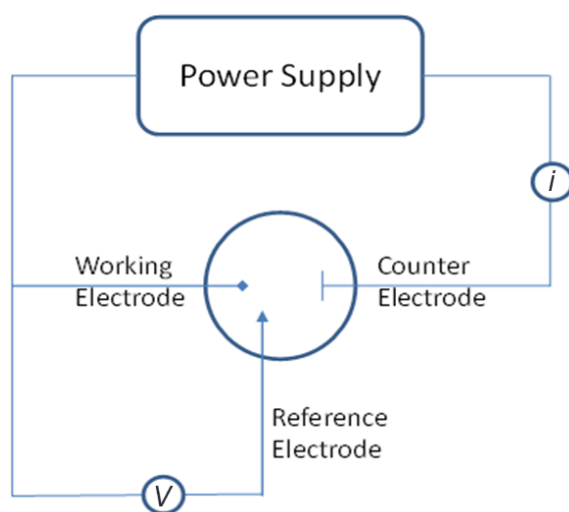 Power Supply
i
Working
Electrode
Counter
Electrode
Reference
Electrode
V